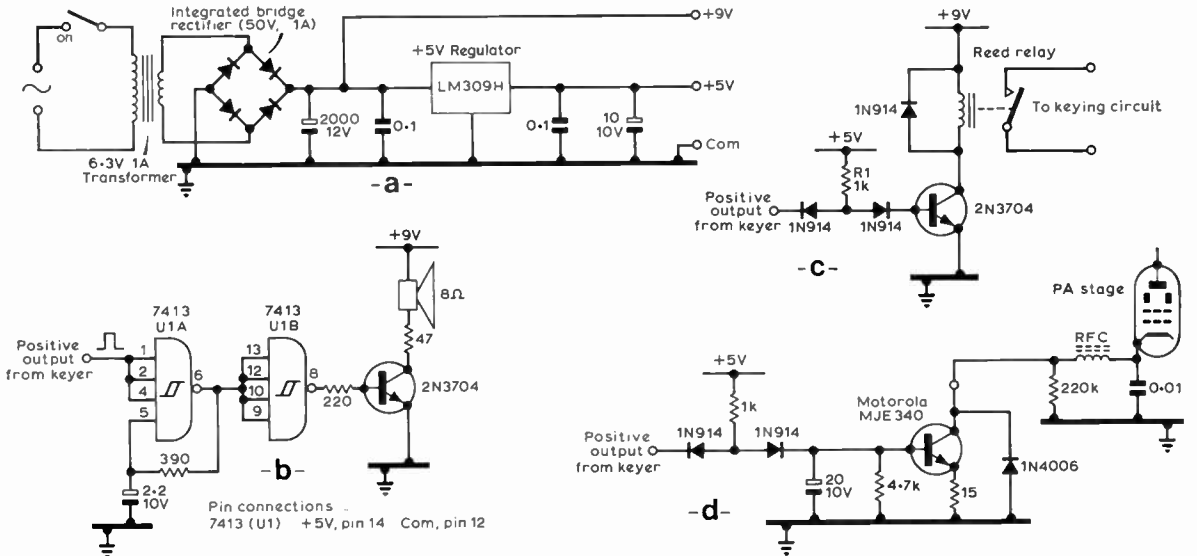 on
6·3V 1A
Transformer
Integrated bridge
rectifier (50V, 1A)
2000
12V
0·1
+5V Regulator
LM309H
0·1
10
10V
+9V
+5V
Com
-a-
Positive
output
from keyer
7413
U1A
1
2
4
5
6
390
2·2
10V
7413
U1B
13
12
10
9
8
220
+9V
8Ω
47
2N3704
-b-
Pin connections
7413 (U1) +5V, pin 14 Com, pin 12
+9V
Reed relay
1N914
To keying circuit
+5V
R1
1k
Positive
output
from keyer
1N914
1N914
2N3704
-c-
PA stage
RFC
220k
0·01
+5V
1k
Motorola
MJE340
Positive
output
from keyer
1N914
1N914
20
10V
4·7k
15
1N4006
-d-